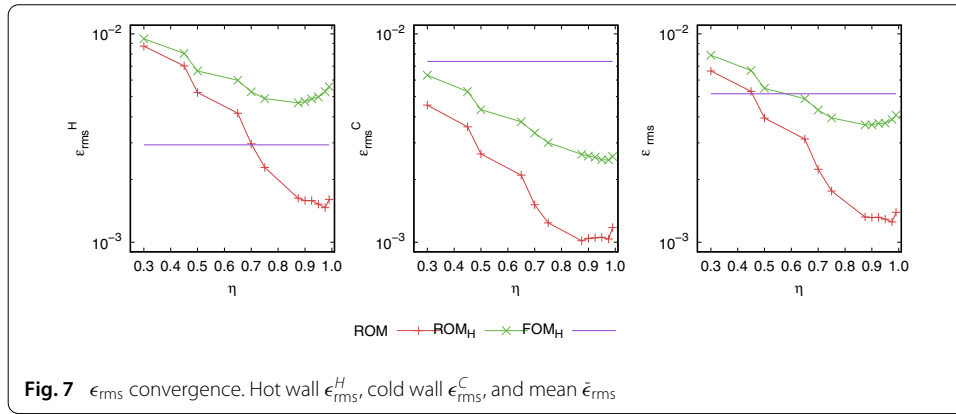 10⁻² 10⁻² 10⁻²
ε_rms^H ε_rms^C ε_rms
10⁻³ 10⁻³ 10⁻³
0.3 0.4 0.5 0.6 0.7 0.8 0.9 1.0 0.3 0.4 0.5 0.6 0.7 0.8 0.9 1.0 0.3 0.4 0.5 0.6 0.7 0.8 0.9 1.0
η η η
ROM ROM_H FOM_H
Fig. 7 ϵ_rms convergence. Hot wall ϵ_rms^H, cold wall ϵ_rms^C, and mean ϵ̄_rms